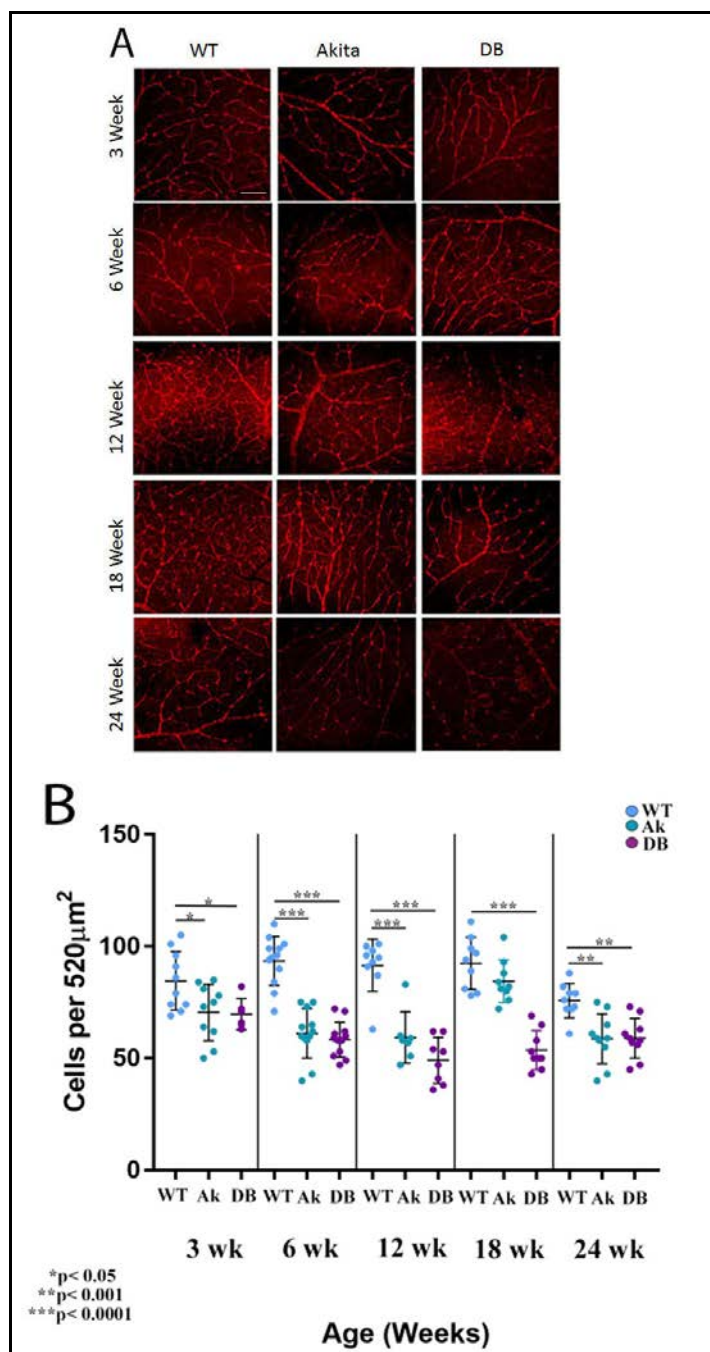 A
WT Akita DB
3 Week
6 Week
12 Week
18 Week
24 Week
B
WT
Ak
DB
Cells per 520μm²
150
100
50
0
* * *** *** *** *** *** ** **
WT Ak DB WT Ak DB WT Ak DB WT Ak DB WT Ak DB
3 wk 6 wk 12 wk 18 wk 24 wk
*p< 0.05
**p< 0.001
***p< 0.0001
Age (Weeks)